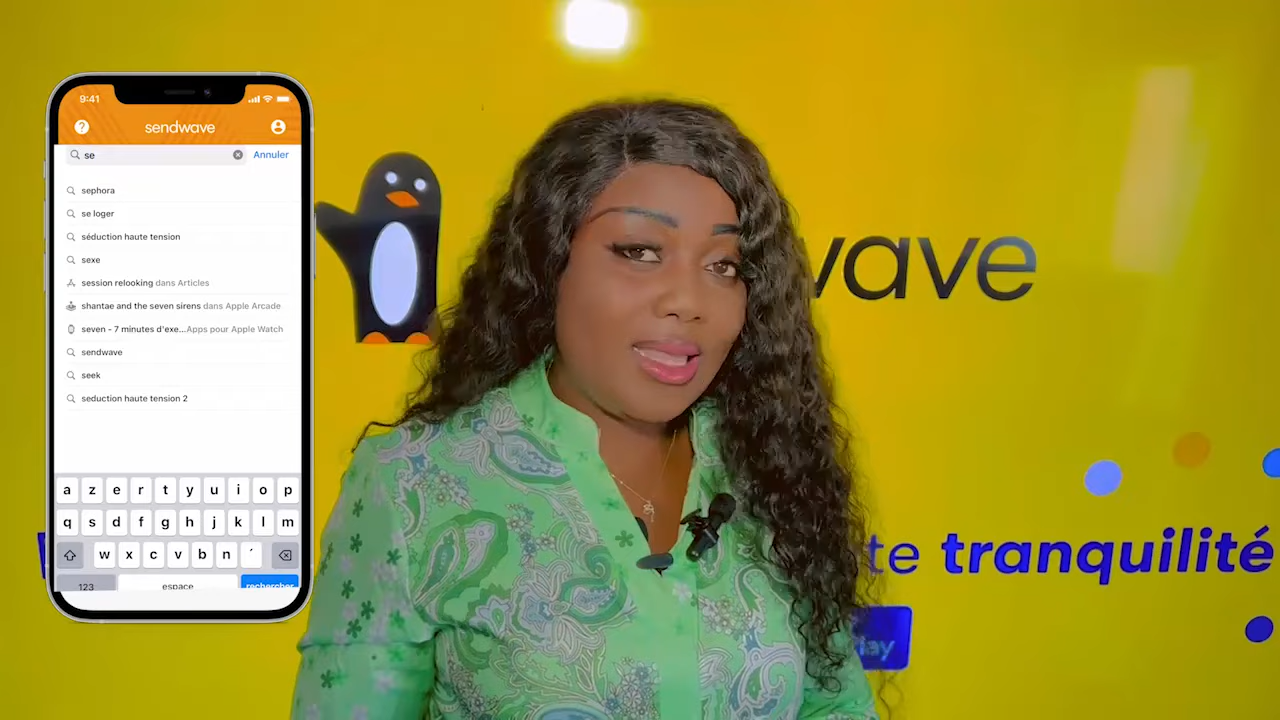 9:41
sendwave
se
Annuler
sephora
se loger
séduction haute tension
sexe
session relooking dans Articles
shantae and the seven sirens dans Apple Arcade
seven - 7 minutes d'exe...Apps pour Apple Watch
sendwave
seek
seduction haute tension 2
a z e r t y u i o p
q s d f g h j k l m
w x c v b n ´
123 espace rechercher
wave
te tranquilité
lay